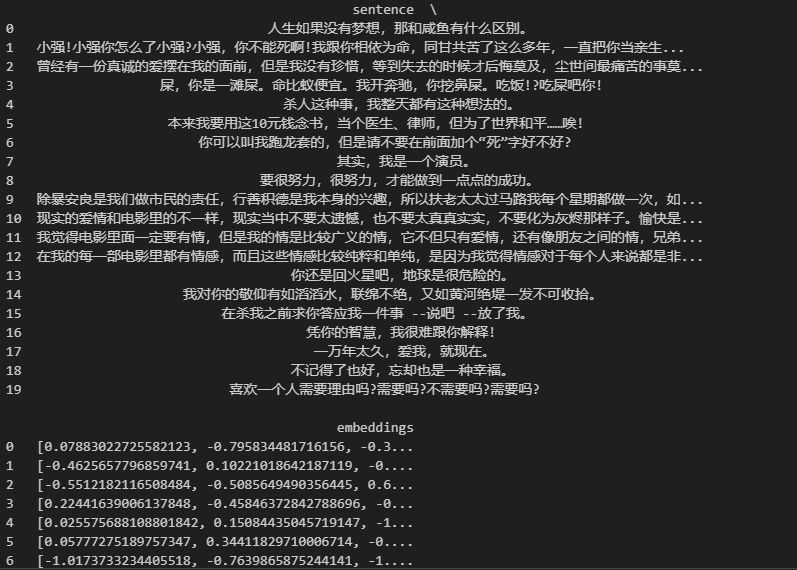 sentence \
0 人生如果没有梦想，那和咸鱼有什么区别。
1 小强!小强你怎么了小强?小强，你不能死啊!我跟你相依为命，同甘共苦了这么多年，一直把你当亲生...
2 曾经有一份真诚的爱摆在我的面前，但是我没有珍惜，等到失去的时候才后悔莫及，尘世间最痛苦的事莫...
3 屎，你是一滩屎。命比蚁便宜。我开奔驰，你挖鼻屎。吃饭!?吃屎吧你!
4 杀人这种事，我整天都有这种想法的。
5 本来我要用这10元钱念书，当个医生、律师，但为了世界和平……唉!
6 你可以叫我跑龙套的，但是请不要在前面加个“死”字好不好?
7 其实，我是一个演员。
8 要很努力，很努力，才能做到一点点的成功。
9 除暴安良是我们做市民的责任，行善积德是我本身的兴趣，所以扶老太太过马路我每个星期都做一次，如...
10 现实的爱情和电影里的不一样，现实当中不要太遗憾，也不要太真真实实，不要化为灰烬那样子。愉快是...
11 我觉得电影里面一定要有情，但是我的情是比较广义的情，它不但只有爱情，还有像朋友之间的情，兄弟...
12 在我的每一部电影里都有情感，而且这些情感比较纯粹和单纯，是因为我觉得情感对于每个人来说都是非...
13 你还是回火星吧，地球是很危险的。
14 我对你的敬仰有如滔滔水，联绵不绝，又如黄河绝堤一发不可收拾。
15 在杀我之前求你答应我一件事 --说吧 --放了我。
16 凭你的智慧，我很难跟你解释!
17 一万年太久，爱我，就现在。
18 不记得了也好，忘却也是一种幸福。
19 喜欢一个人需要理由吗?需要吗?不需要吗?需要吗?
embeddings
0 [0.07883022725582123, -0.795834481716156, -0.3...
1 [-0.4625657796859741, 0.10221018642187119, -0....
2 [-0.5512182116508484, -0.5085649490356445, 0.6...
3 [0.22441639006137848, -0.45846372842788696, -0...
4 [0.025575688108801842, 0.15084435045719147, -1...
5 [0.05777275189757347, 0.34411829710006714, -0....
6 [-1.0173733234405518, -0.7639865875244141, -1....